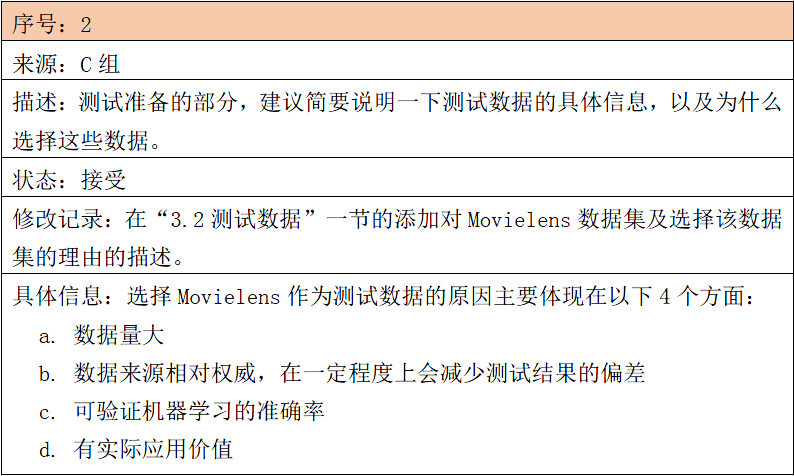 序号：2
来源：C 组
描述：测试准备的部分，建议简要说明一下测试数据的具体信息，以及为什么
选择这些数据。
状态：接受
修改记录：在“3.2 测试数据”一节的添加对 Movielens 数据集及选择该数据
集的理由的描述。
具体信息：选择 Movielens 作为测试数据的原因主要体现在以下 4 个方面：
a. 数据量大
b. 数据来源相对权威，在一定程度上会减少测试结果的偏差
c. 可验证机器学习的准确率
d. 有实际应用价值